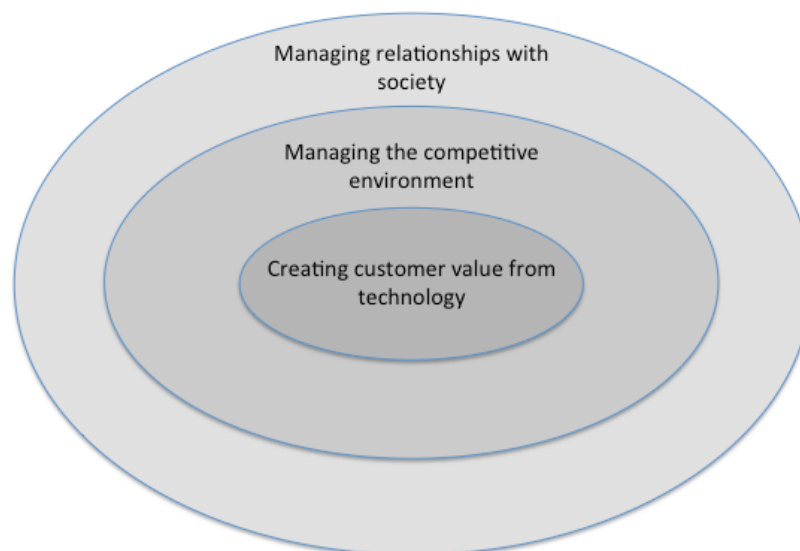 Managing relationships with
society
Managing the competitive
environment
Creating customer value from
technology